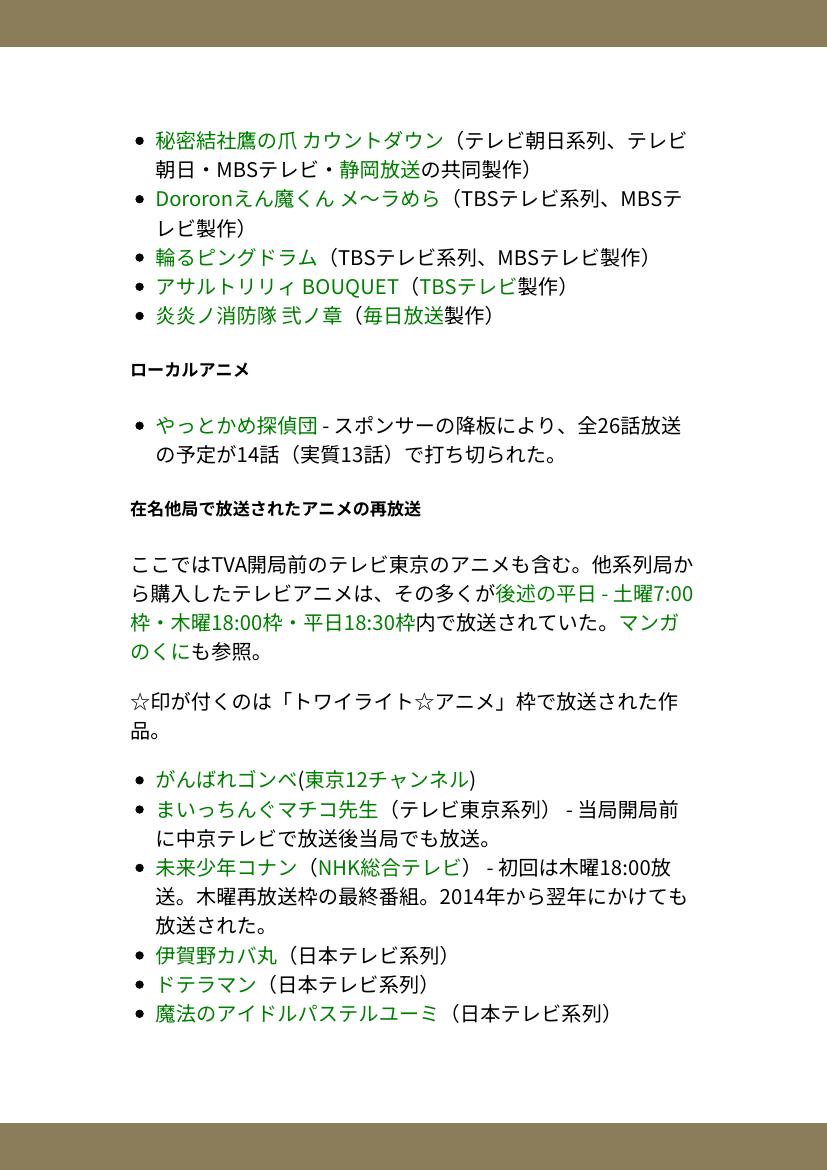 秘密結社鷹の爪 カウントダウン（テレビ朝日系列、テレビ
朝日・MBSテレビ・静岡放送の共同製作）
Dororonえん魔くん メ〜ラめら（TBSテレビ系列、MBSテ
レビ製作）
輪るピングドラム（TBSテレビ系列、MBSテレビ製作）
アサルトリリィ BOUQUET（TBSテレビ製作）
炎炎ノ消防隊 弐ノ章（毎日放送製作）
ローカルアニメ
やっとかめ探偵団 - スポンサーの降板により、全26話放送
の予定が14話（実質13話）で打ち切られた。
在名他局で放送されたアニメの再放送
ここではTVA開局前のテレビ東京のアニメも含む。他系列局か
ら購入したテレビアニメは、その多くが後述の平日 - 土曜7:00
枠・木曜18:00枠・平日18:30枠内で放送されていた。マンガ
のくにも参照。
☆印が付くのは「トワイライト☆アニメ」枠で放送された作
品。
がんばれゴンベ(東京12チャンネル)
まいっちんぐマチコ先生（テレビ東京系列） - 当局開局前
に中京テレビで放送後当局でも放送。
未来少年コナン（NHK総合テレビ） - 初回は木曜18:00放
送。木曜再放送枠の最終番組。2014年から翌年にかけても
放送された。
伊賀野カバ丸（日本テレビ系列）
ドテラマン（日本テレビ系列）
魔法のアイドルパステルユーミ（日本テレビ系列）